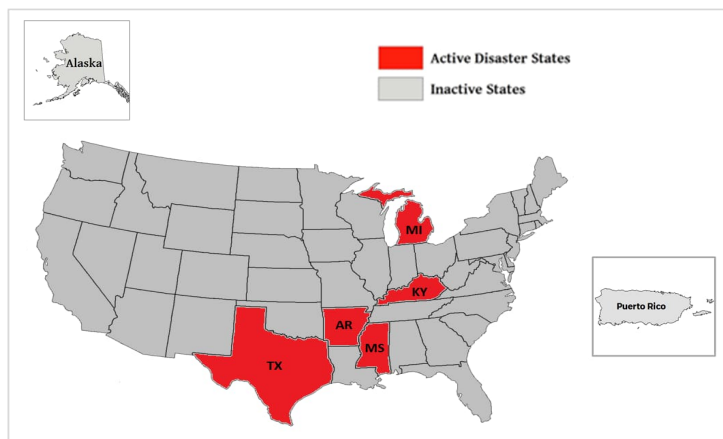 Alaska
Active Disaster States
Inactive States
MI
KY
AR
MS
TX
Puerto Rico